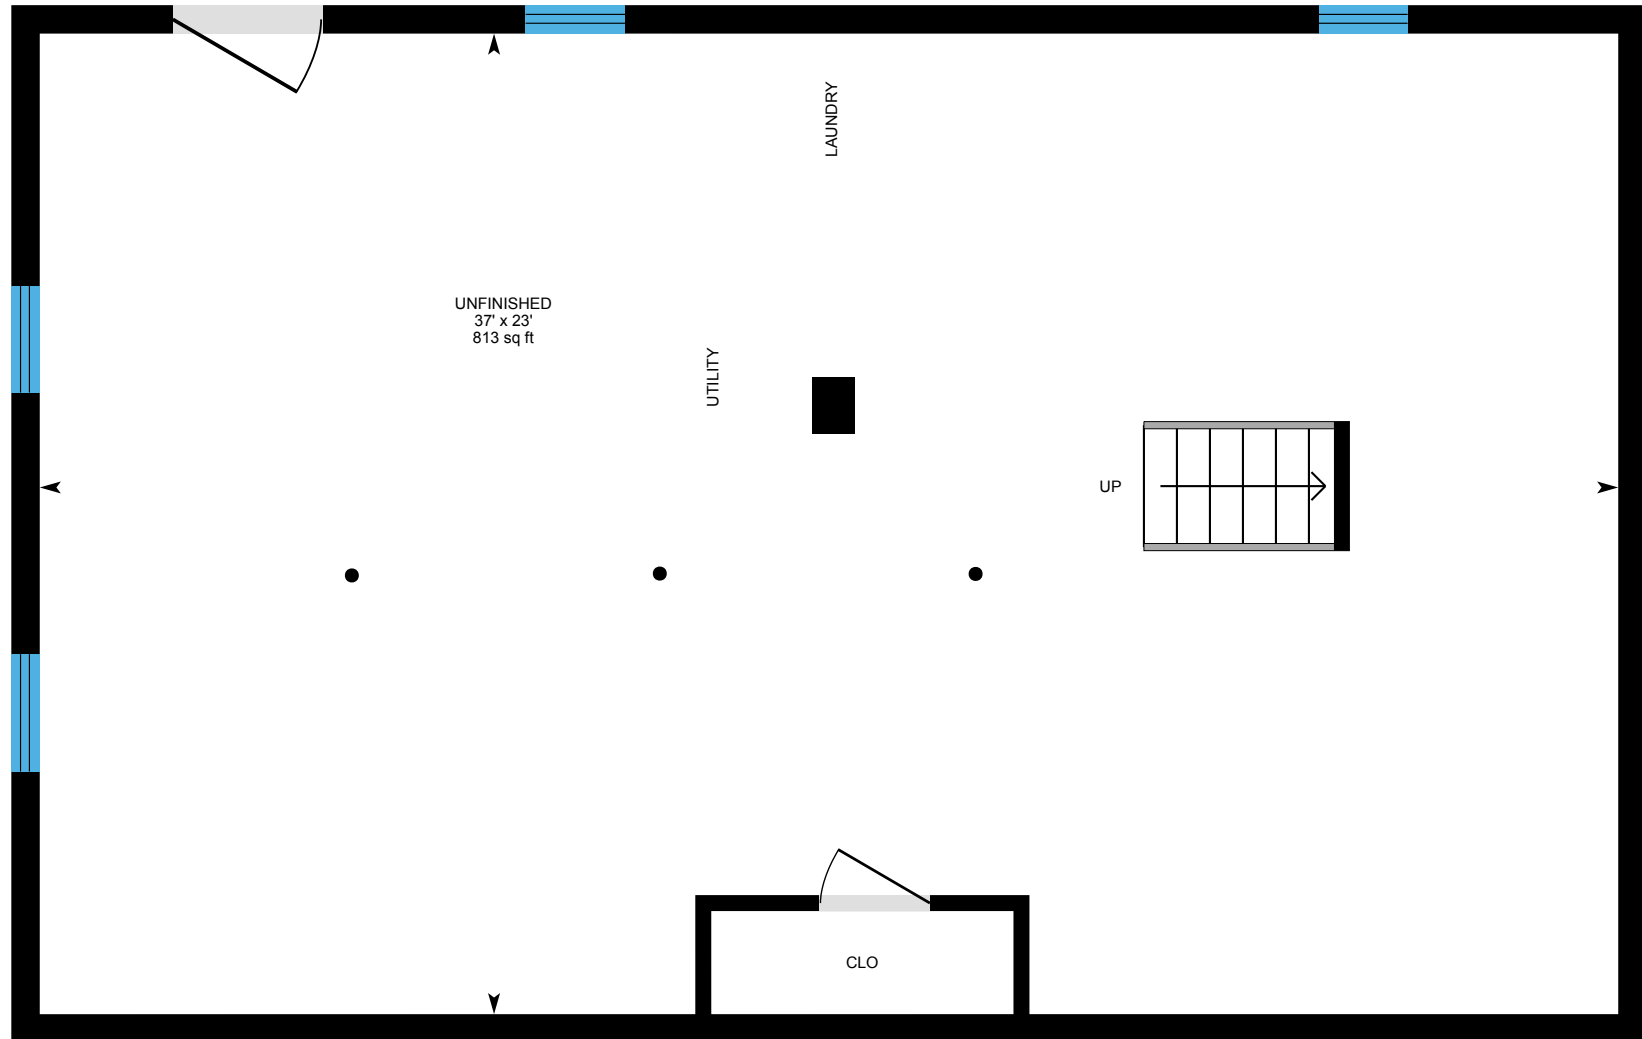 LAUNDRY
UNFINISHED
37' x 23'
813 sq ft
UTILITY
UP
CLO